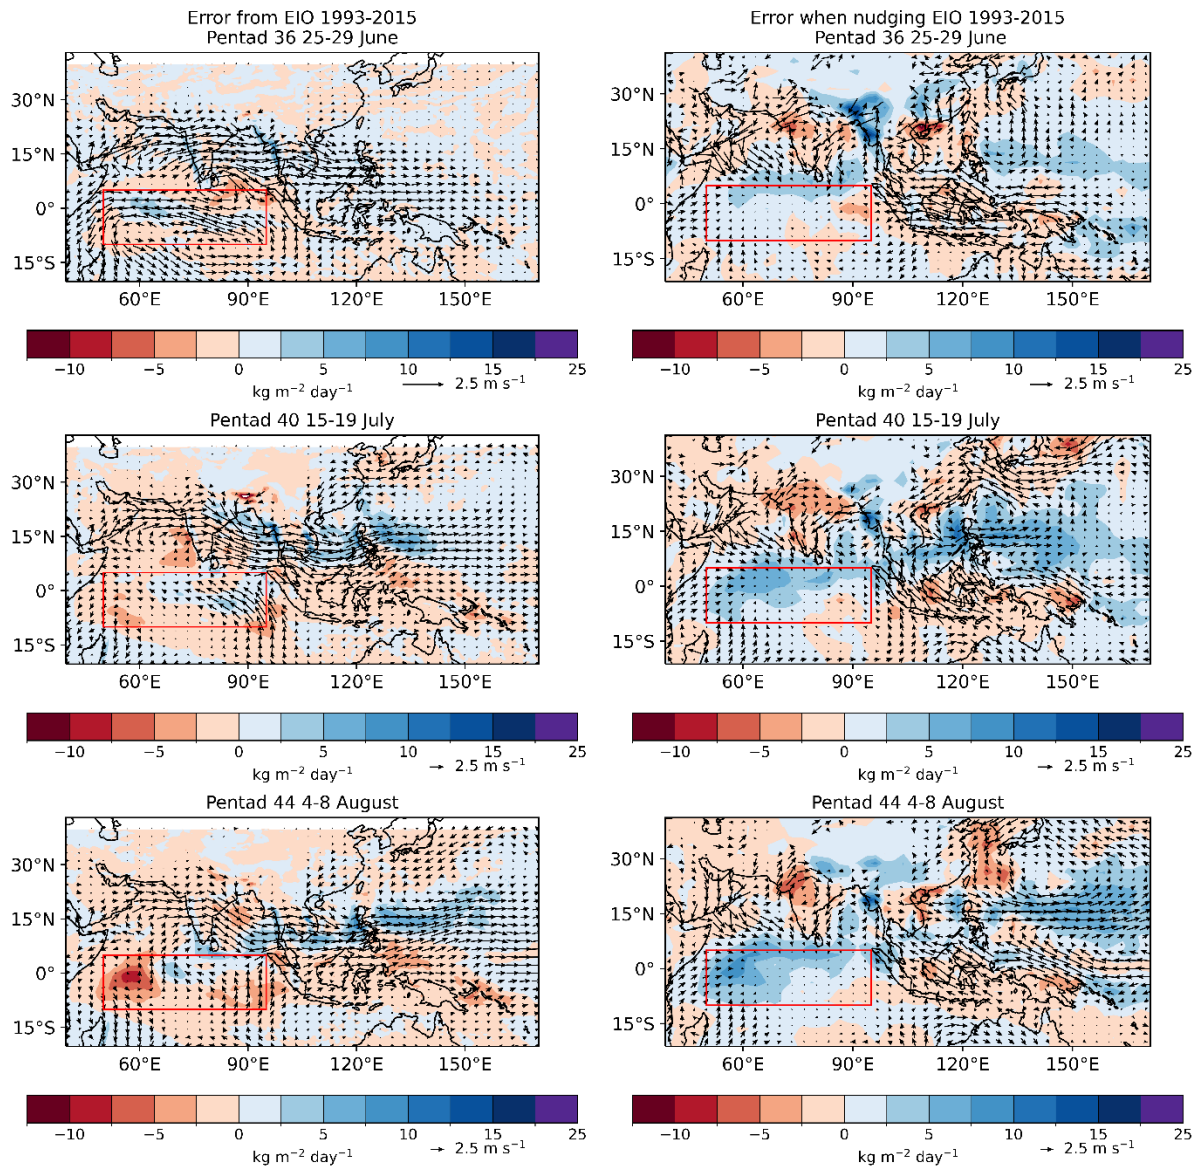 Error from EIO 1993-2015
Pentad 36 25-29 June
30°N
15°N
0°
15°S
60°E 90°E 120°E 150°E
−10 −5 0 5 10 15 25
kg m⁻² day⁻¹ 2.5 m s⁻¹
Error when nudging EIO 1993-2015
Pentad 36 25-29 June
30°N
15°N
0°
15°S
60°E 90°E 120°E 150°E
−10 −5 0 5 10 15 25
kg m⁻² day⁻¹ 2.5 m s⁻¹
Pentad 40 15-19 July
30°N
15°N
0°
15°S
60°E 90°E 120°E 150°E
−10 −5 0 5 10 15 25
kg m⁻² day⁻¹ 2.5 m s⁻¹
Pentad 40 15-19 July
30°N
15°N
0°
15°S
60°E 90°E 120°E 150°E
−10 −5 0 5 10 15 25
kg m⁻² day⁻¹ 2.5 m s⁻¹
Pentad 44 4-8 August
30°N
15°N
0°
15°S
60°E 90°E 120°E 150°E
−10 −5 0 5 10 15 25
kg m⁻² day⁻¹ 2.5 m s⁻¹
Pentad 44 4-8 August
30°N
15°N
0°
15°S
60°E 90°E 120°E 150°E
−10 −5 0 5 10 15 25
kg m⁻² day⁻¹ 2.5 m s⁻¹